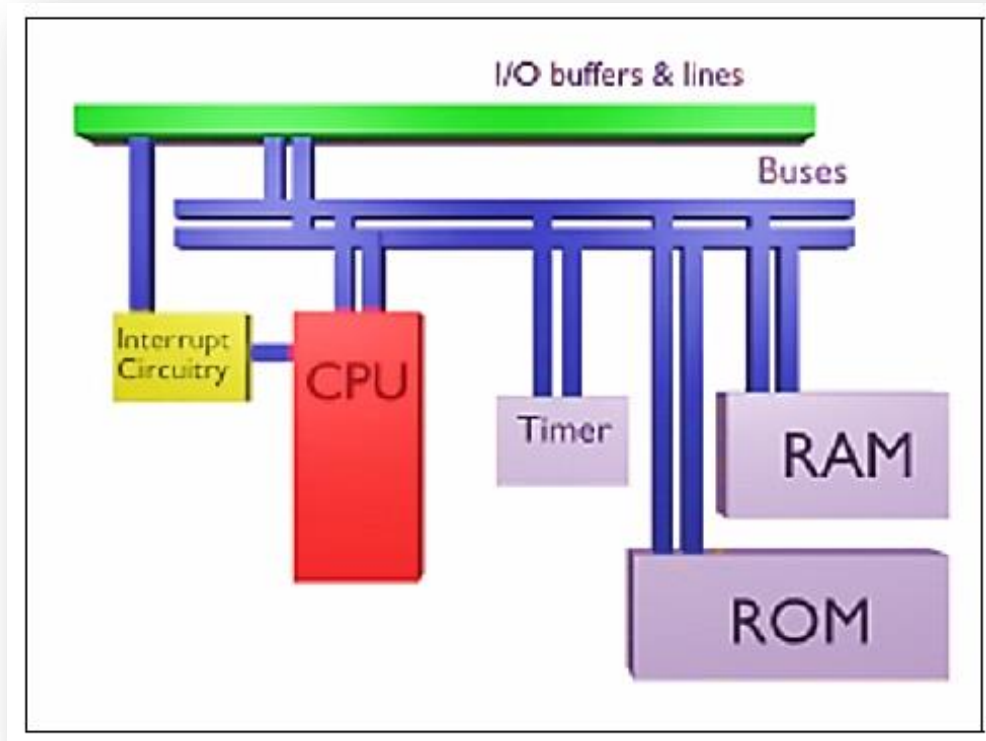 I/O buffers & lines
Buses
Interrupt
Circuitry
CPU
Timer
RAM
ROM